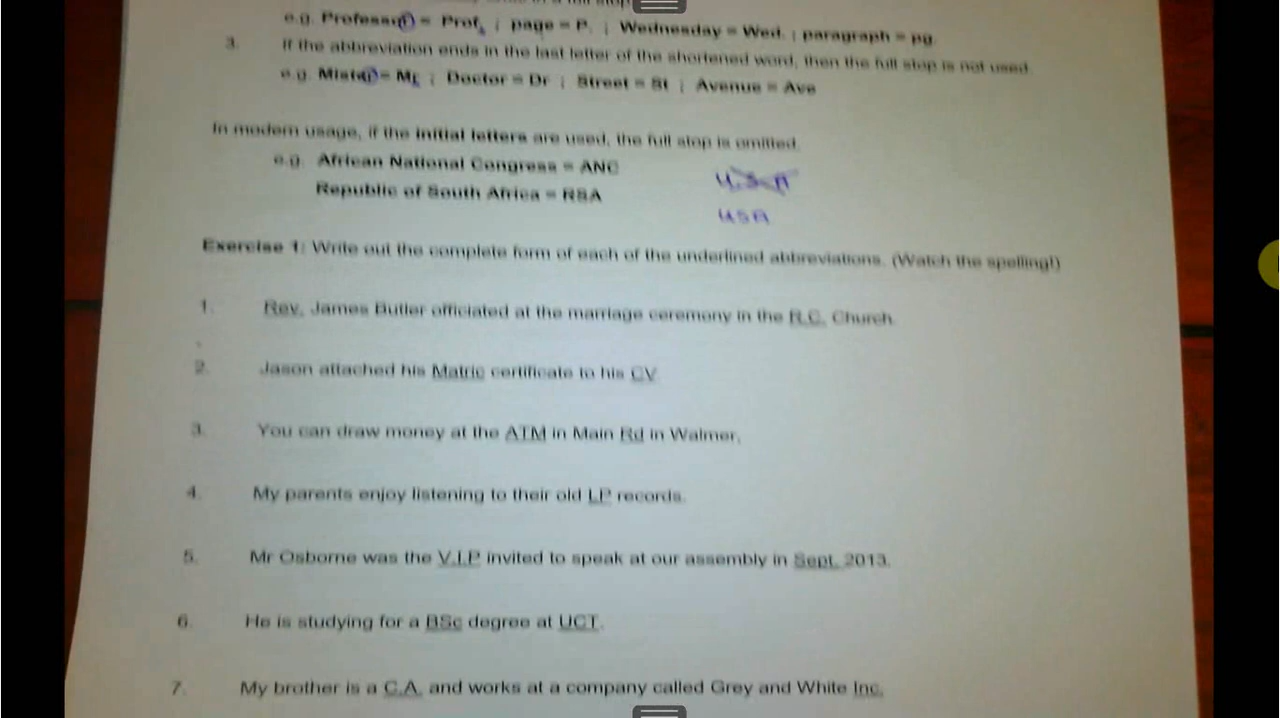 e.g. Professor = Prof. ; page = P. ; Wednesday = Wed. ; paragraph = pg.
3. If the abbreviation ends in the last letter of the shortened word, then the full stop is not used.
e.g. Mister = Mr ; Doctor = Dr ; Street = St ; Avenue = Ave
In modern usage, if the initial letters are used, the full stop is omitted.
e.g. African National Congress = ANC
U.S.A
Republic of South Africa = RSA
USA
Exercise 1: Write out the complete form of each of the underlined abbreviations. (Watch the spelling!)
1. Rev. James Butler officiated at the marriage ceremony in the R.C. Church.
2. Jason attached his Matric certificate to his CV.
3. You can draw money at the ATM in Main Rd in Walmer.
4. My parents enjoy listening to their old LP records.
5. Mr Osborne was the V.I.P invited to speak at our assembly in Sept. 2013.
6. He is studying for a BSc degree at UCT.
7. My brother is a C.A. and works at a company called Grey and White Inc.